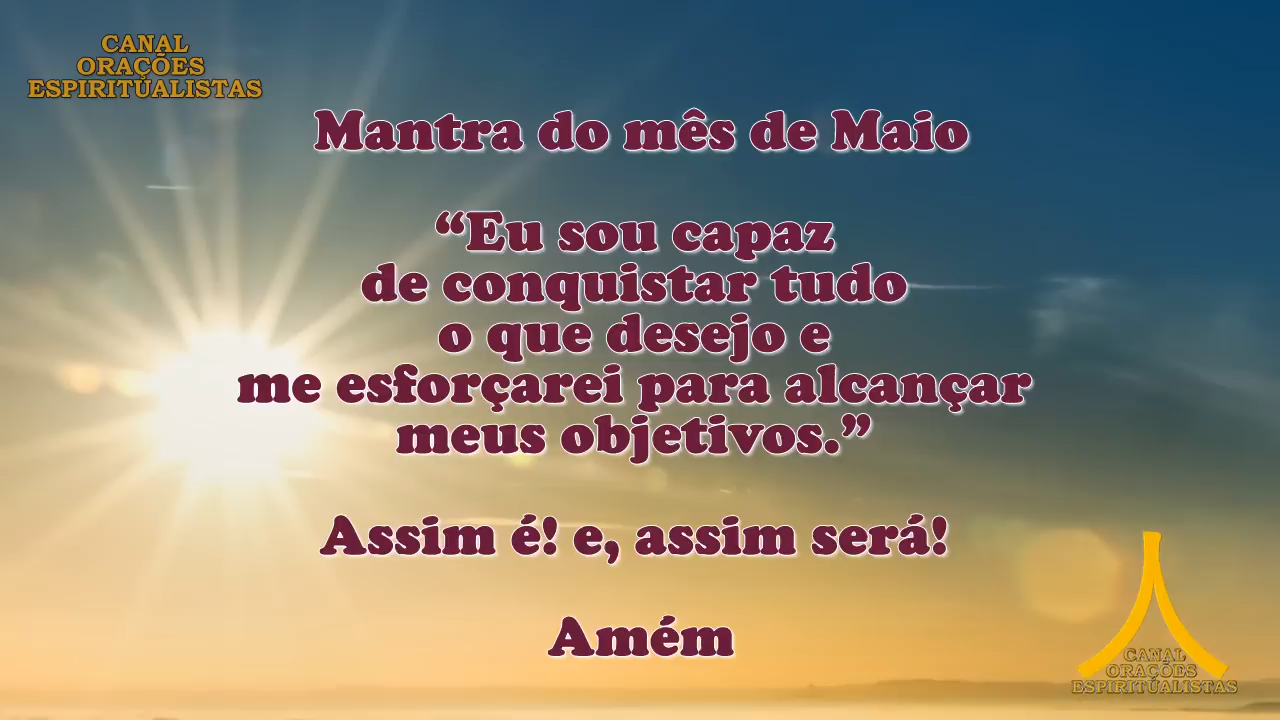 CANAL
ORAÇÕES
ESPIRITUALISTAS
Mantra do mês de Maio
“Eu sou capaz
de conquistar tudo
o que desejo e
me esforçarei para alcançar
meus objetivos.”
Assim é! e, assim será!
Amém
CANAL
ORAÇÕES
ESPIRITUALISTAS